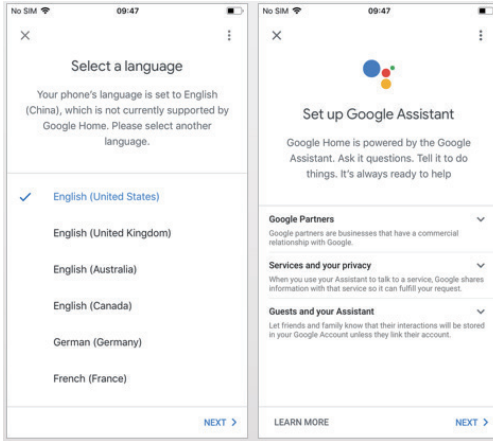 No SIM 09:47
Select a language
Your phone's language is set to English
(China), which is not currently supported by
Google Home. Please select another
language.
English (United States)
English (United Kingdom)
English (Australia)
English (Canada)
German (Germany)
French (France)
NEXT >
No SIM 09:47
Set up Google Assistant
Google Home is powered by the Google
Assistant. Ask it questions. Tell it to do
things. It's always ready to help
Google Partners
Google partners are businesses that have a commercial
relationship with Google.
Services and your privacy
When you use your Assistant to talk to a service, Google shares
information with that service so it can fulfill your request.
Guests and your Assistant
Let friends and family know that their interactions will be stored
in your Google Account unless they link their account.
LEARN MORE NEXT >